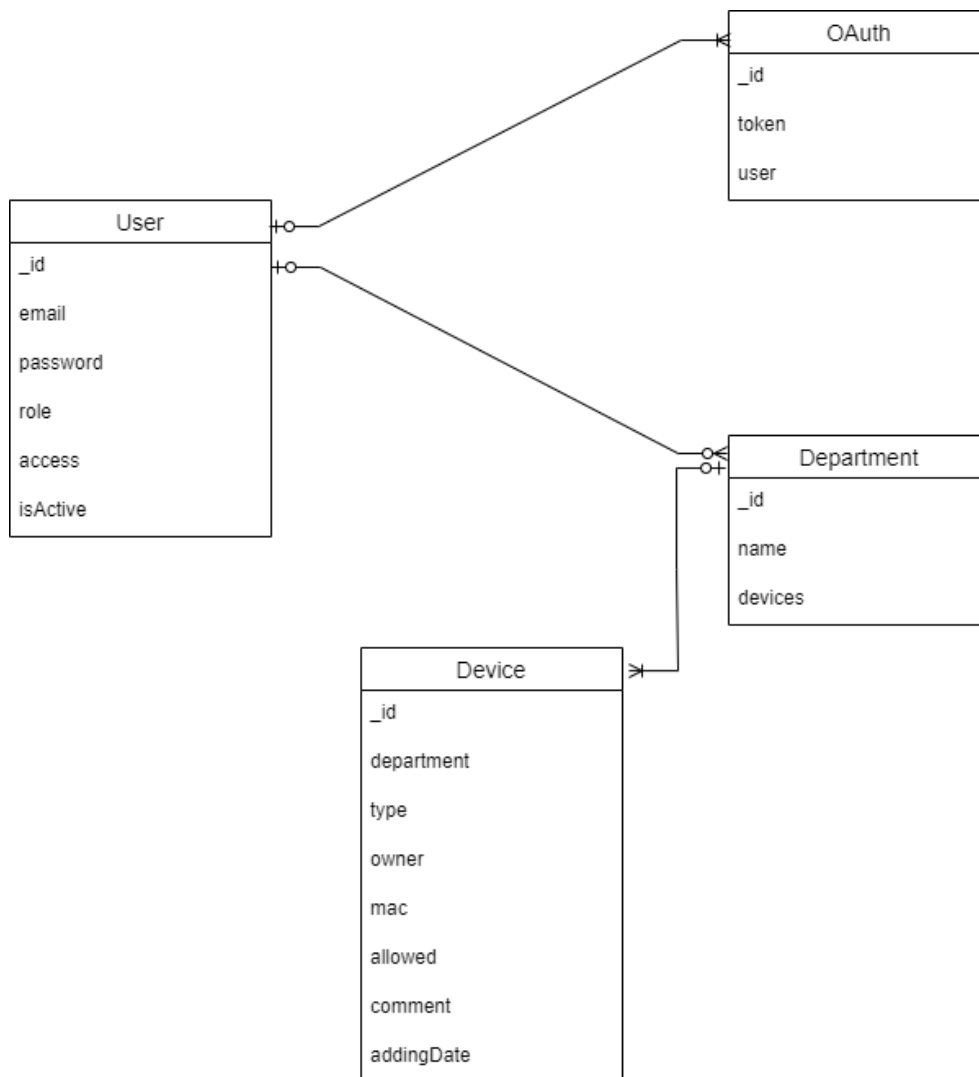 OAuth
_id
token
user
User
_id
email
password
role
access
isActive
Department
_id
name
devices
Device
_id
department
type
owner
mac
allowed
comment
addingDate